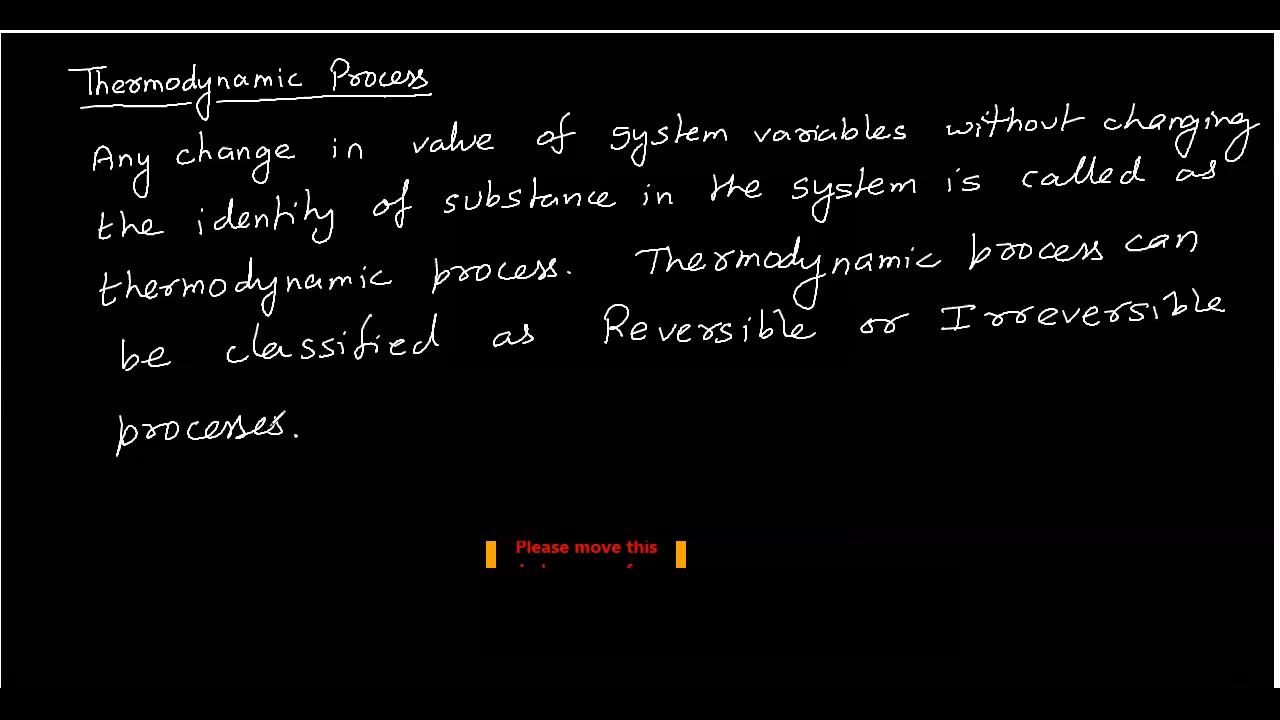 Thermodynamic Process
Any change in value of system variables without changing
the identity of substance in the system is called as
thermodynamic process. Thermodynamic process can
be classified as Reversible or Irreversible
processes.
Please move this